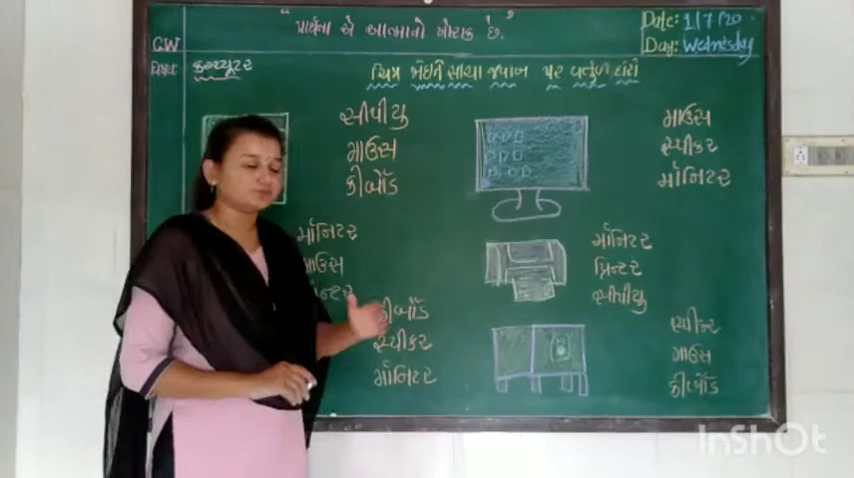 "પ્રાર્થના એ આત્માનો ખોરાક છે."
Date: 1/7/20
Day: Wednesday
CW
વિષય કમ્પ્યૂટર
ચિત્ર જોઈને સાચા જવાબ પર વર્તુળ દોરો
સીપીયુ
માઉસ
કીબોર્ડ
માઉસ
સ્પીકર
મોનિટર
મોનિટર
માઉસ
મોનિટર
પ્રિન્ટર
સીપીયુ
કીબોર્ડ
સ્પીકર
મોનિટર
સ્પીકર
માઉસ
કીબોર્ડ
InShOt